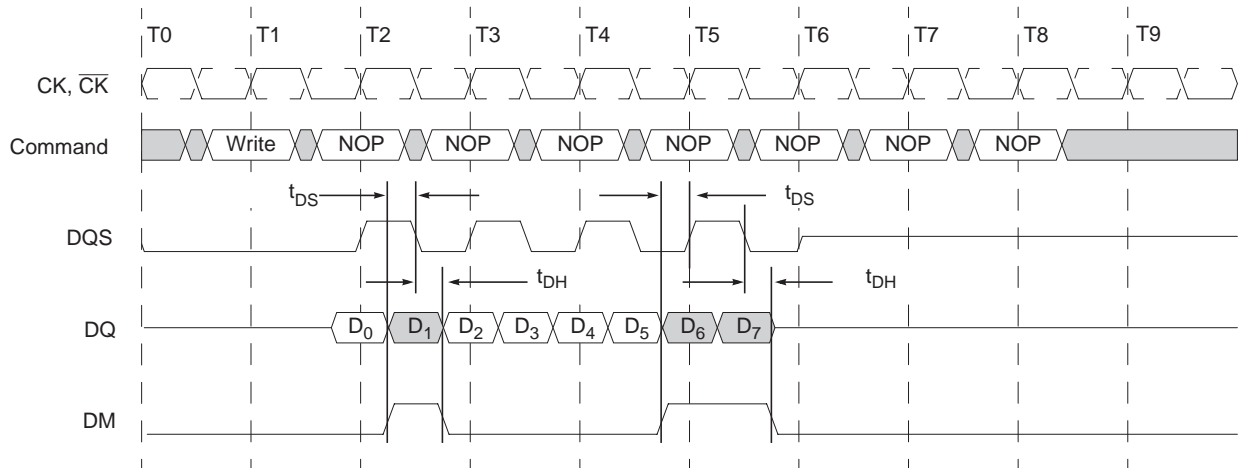 T0 T1 T2 T3 T4 T5 T6 T7 T8 T9
CK, C̅K̅
Command Write NOP NOP NOP NOP NOP NOP NOP
tDS tDS
DQS
tDH tDH
DQ D0 D1 D2 D3 D4 D5 D6 D7
DM